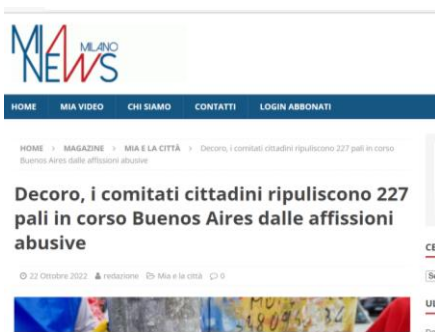 MIA
MILANO
NEWS
HOME MIA VIDEO CHI SIAMO CONTATTI LOGIN ABBONATI
HOME > MAGAZINE > MIA E LA CITTÀ > Decoro, i comitati cittadini ripuliscono 227 pali in corso
Buenos Aires dalle affissioni abusive
Decoro, i comitati cittadini ripuliscono 227
pali in corso Buenos Aires dalle affissioni
abusive
22 Ottobre 2022 redazione Mia e la città 0